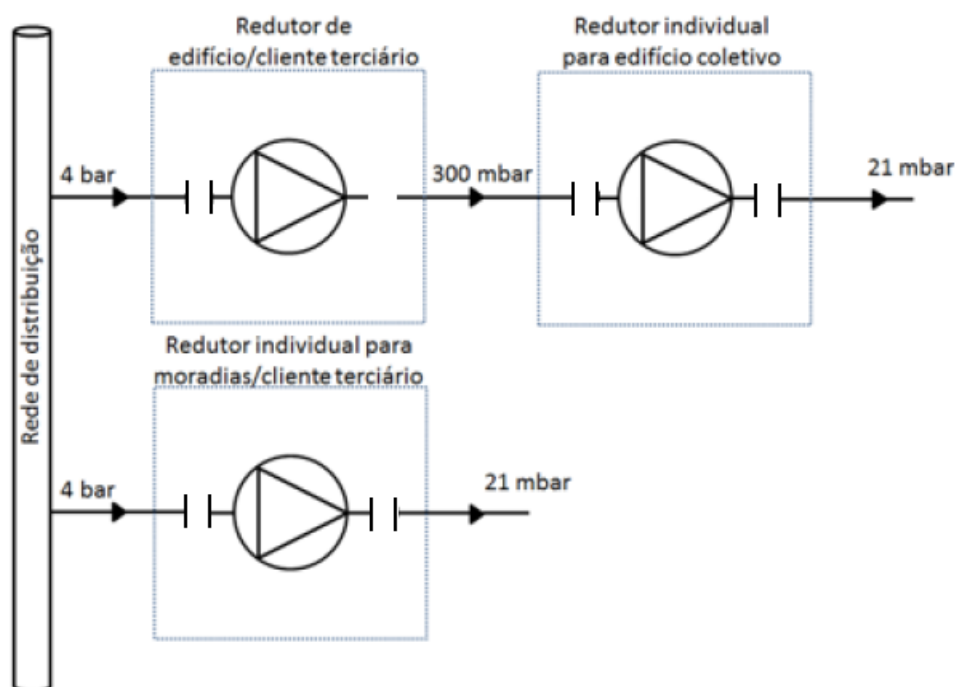 Redutor de
edifício/cliente terciário
Redutor individual
para edifício coletivo
4 bar
300 mbar
21 mbar
Rede de distribuição
Redutor individual para
moradias/cliente terciário
4 bar
21 mbar